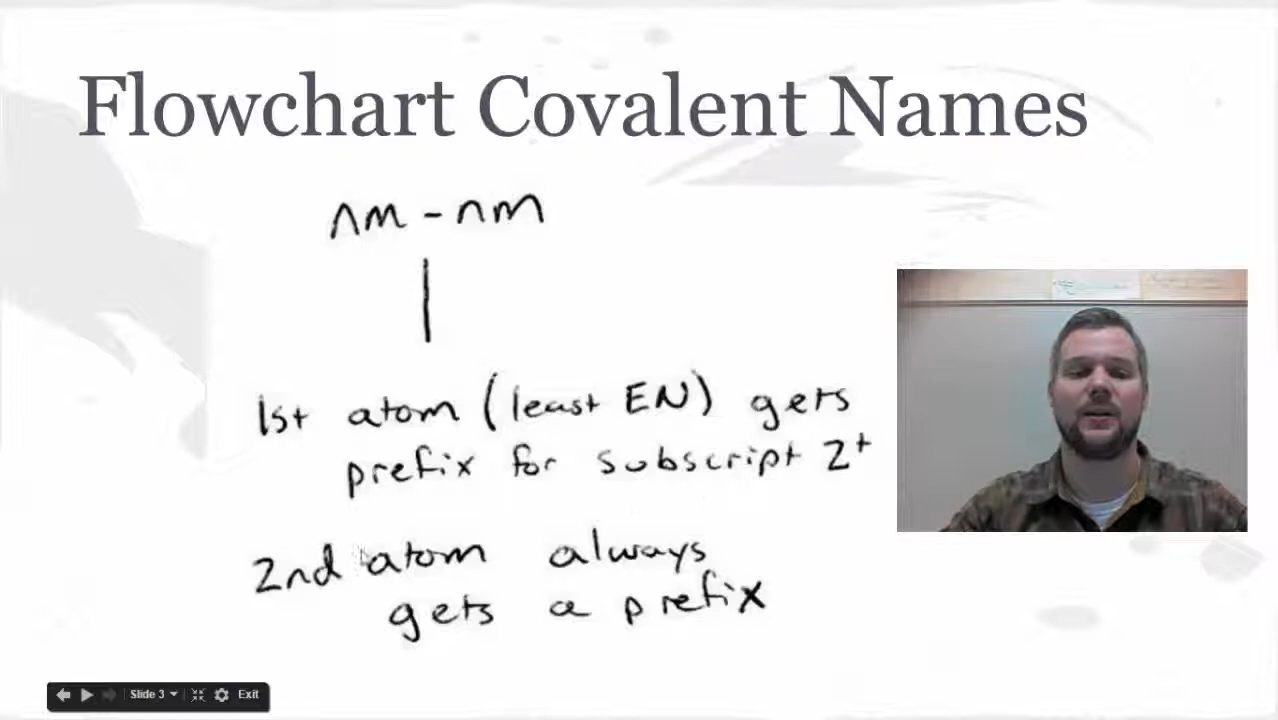 Flowchart Covalent Names
nm - nm
1st atom (least EN) gets
prefix for subscript 2+
2nd atom always
gets a prefix
Slide 3
Exit